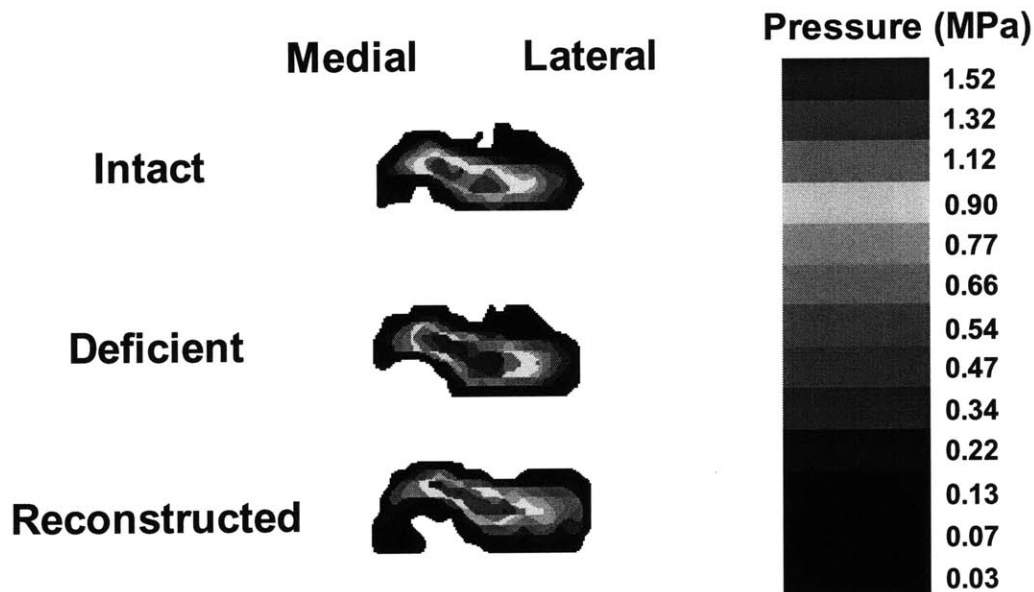 Pressure (MPa)
Medial Lateral
1.52
1.32
Intact
1.12
0.90
0.77
0.66
Deficient
0.54
0.47
0.34
0.22
Reconstructed
0.13
0.07
0.03